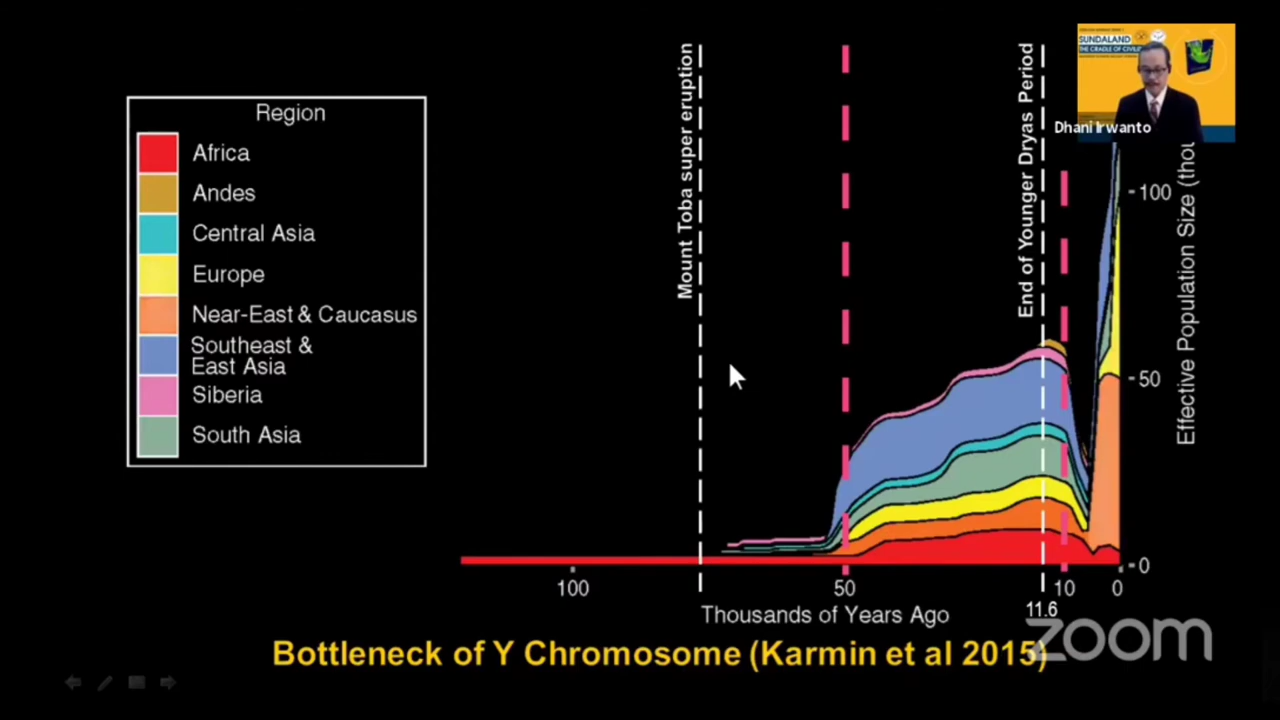 Region
Africa
Andes
Central Asia
Europe
Near-East & Caucasus
Southeast &
East Asia
Siberia
South Asia
Mount Toba super eruption
End of Younger Dryas Period
SUNDALAND
Dhani Irwanto
Effective Population Size (thou
100
50
0
100
50
10
0
11.6
Thousands of Years Ago
Bottleneck of Y Chromosome (Karmin et al 2015)
zoom